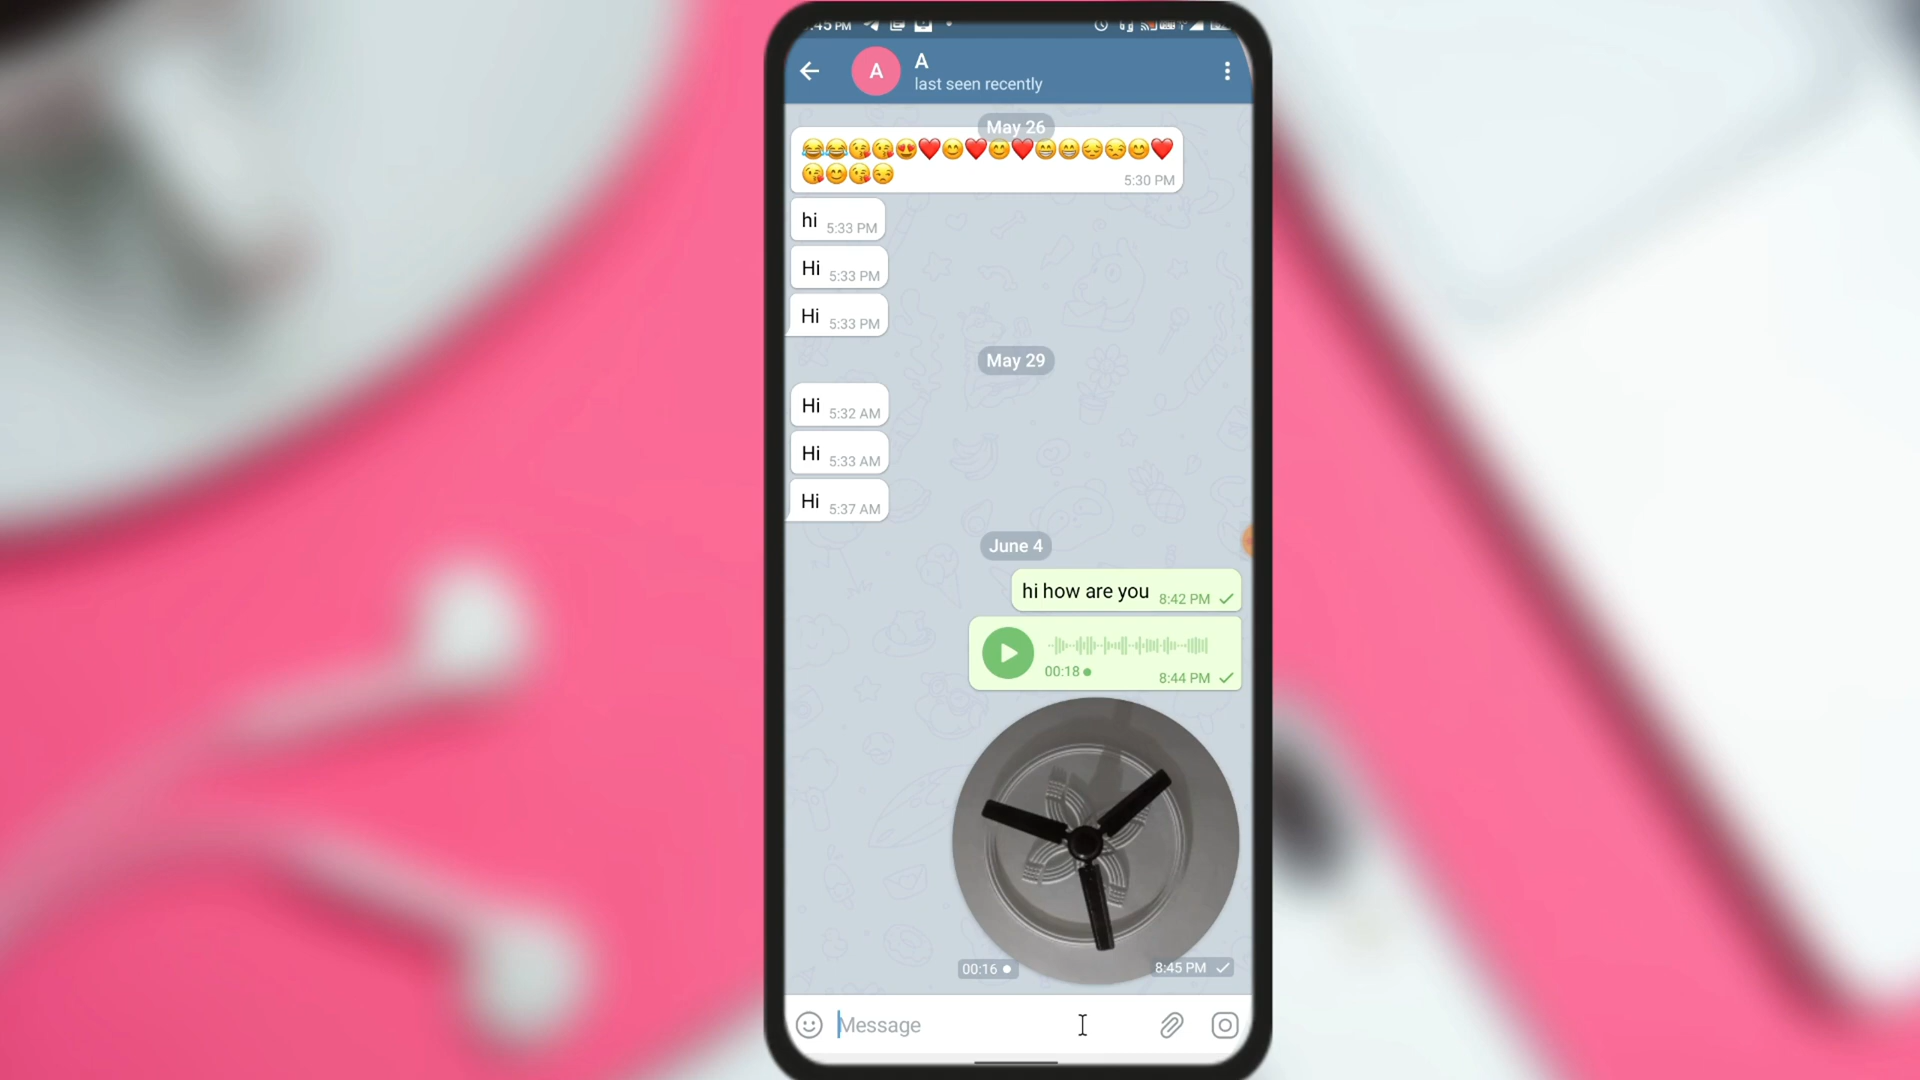 :45 PM
A
A
last seen recently
May 26
😂😂😘😘😍❤️😊❤️😊❤️😁😁😔😒😊❤️
😘😊😘😒
5:30 PM
hi 5:33 PM
Hi 5:33 PM
Hi 5:33 PM
May 29
Hi 5:32 AM
Hi 5:33 AM
Hi 5:37 AM
June 4
hi how are you 8:42 PM
00:18
8:44 PM
00:16
8:45 PM
Message